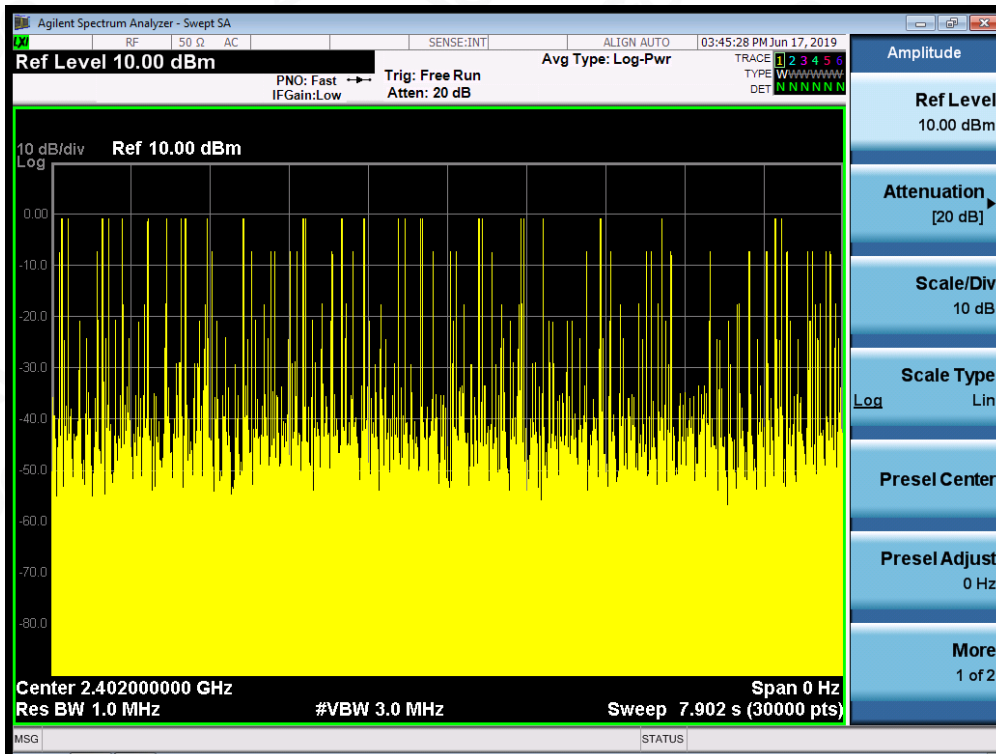 Agilent Spectrum Analyzer - Swept SA
LXI RF 50 Ω AC SENSE:INT ALIGN AUTO 03:45:28 PM Jun 17, 2019
Ref Level 10.00 dBm
Avg Type: Log-Pwr
TRACE 1 2 3 4 5 6
TYPE WWWWWW
DET N N N N N N
PNO: Fast Trig: Free Run
IFGain:Low Atten: 20 dB
10 dB/div Ref 10.00 dBm
Log
0.00
-10.0
-20.0
-30.0
-40.0
-50.0
-60.0
-70.0
-80.0
Center 2.402000000 GHz Span 0 Hz
Res BW 1.0 MHz #VBW 3.0 MHz Sweep 7.902 s (30000 pts)
MSG STATUS
Amplitude
Ref Level
10.00 dBm
Attenuation
[20 dB]
Scale/Div
10 dB
Scale Type
Log Lin
Presel Center
Presel Adjust
0 Hz
More
1 of 2